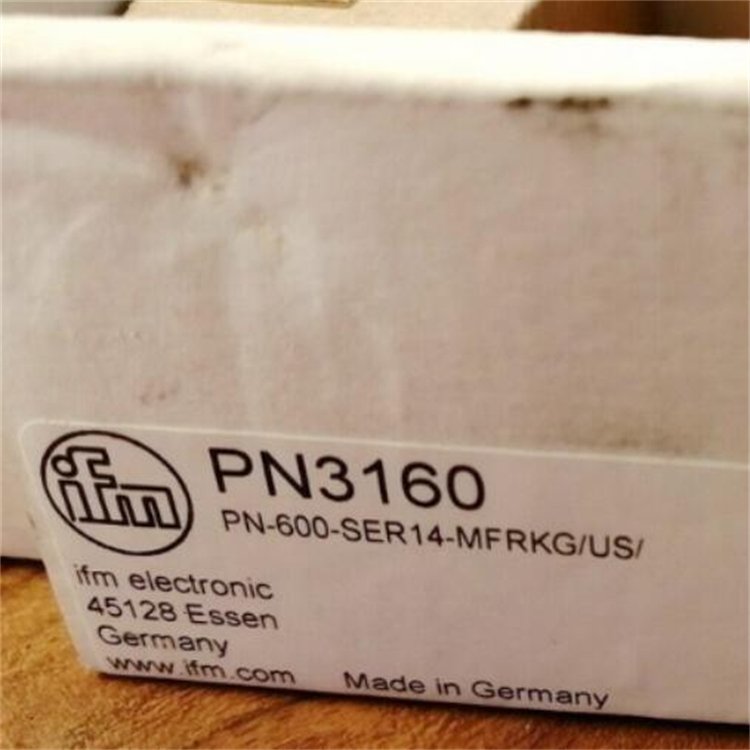 ifm
PN3160
PN-600-SER14-MFRKG/US/
ifm electronic
45128 Essen
Germany
www.ifm.com
Made in Germany